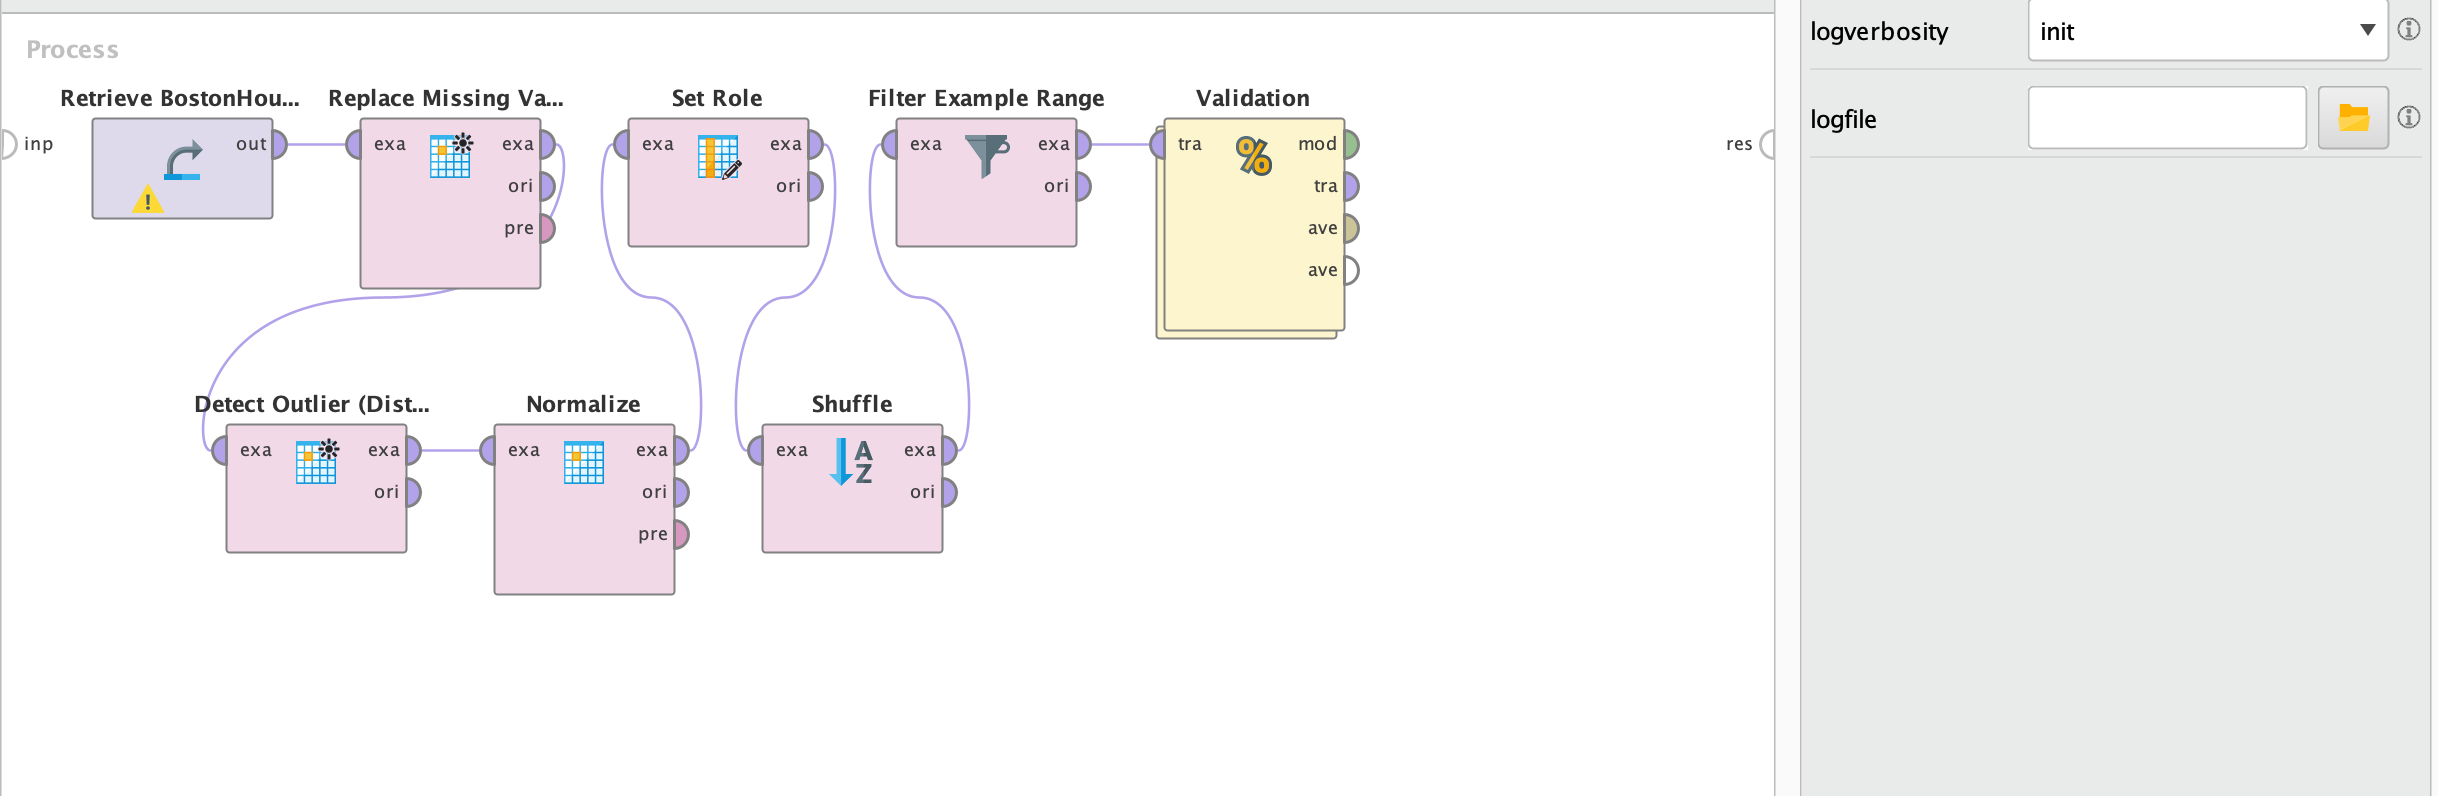 Process
Retrieve BostonHou...
Replace Missing Va...
Set Role
Filter Example Range
Validation
inp
out
exa
exa
ori
pre
exa
exa
ori
exa
exa
ori
tra
mod
tra
ave
ave
res
Detect Outlier (Dist...
Normalize
Shuffle
exa
exa
ori
exa
exa
ori
pre
exa
A
Z
exa
ori
logverbosity
init
logfile